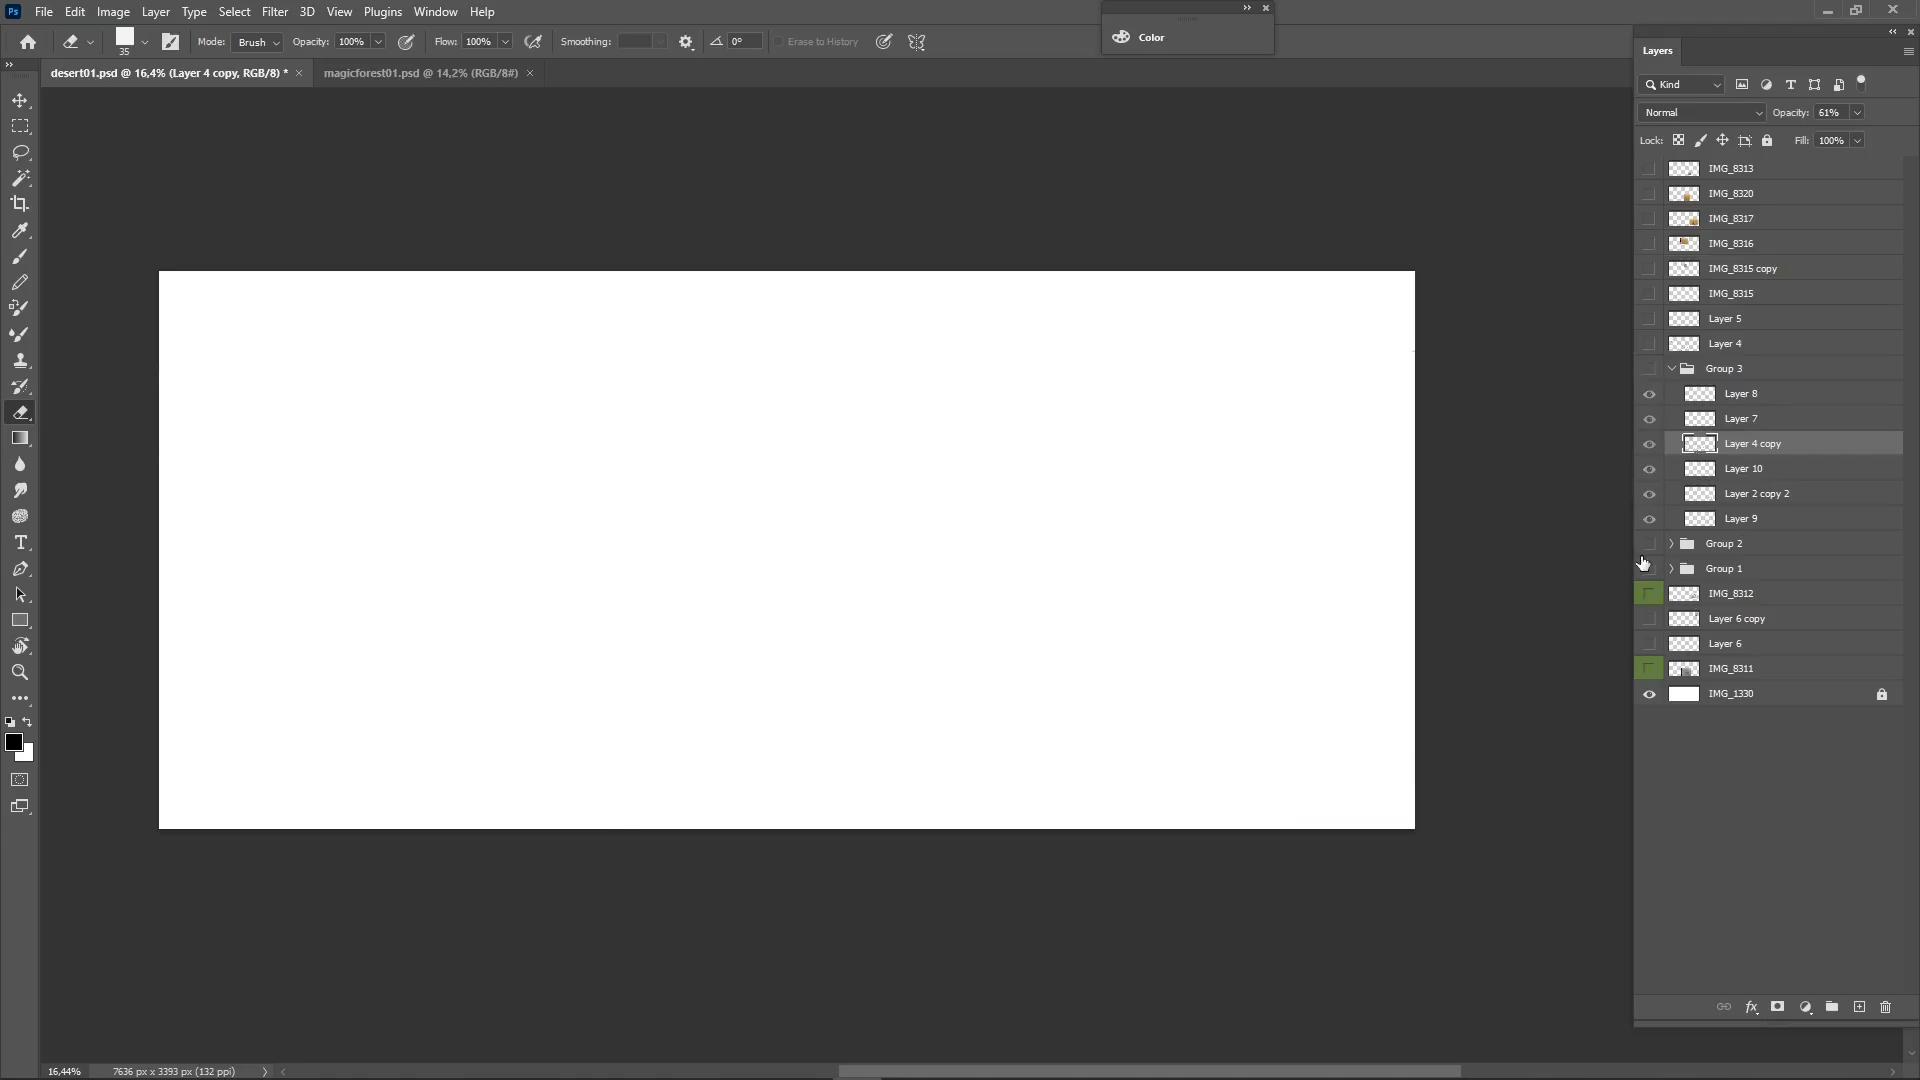 Ps File Edit Image Layer Type Select Filter 3D View Plugins Window Help
35 Mode: Brush Opacity: 100% Flow: 100% Smoothing: 0° Erase to History
Color
desert01.psd @ 16,4% (Layer 4 copy, RGB/8) * magicforest01.psd @ 14,2% (RGB/8#)
Layers
Kind
Normal Opacity: 61%
Lock: Fill: 100%
IMG_8313
IMG_8320
IMG_8317
IMG_8316
IMG_8315 copy
IMG_8315
Layer 5
Layer 4
Group 3
Layer 8
Layer 7
Layer 4 copy
Layer 10
Layer 2 copy 2
Layer 9
Group 2
Group 1
IMG_8312
Layer 6 copy
Layer 6
IMG_8311
IMG_1330
fx
16,44% 7636 px x 3393 px (132 ppi)